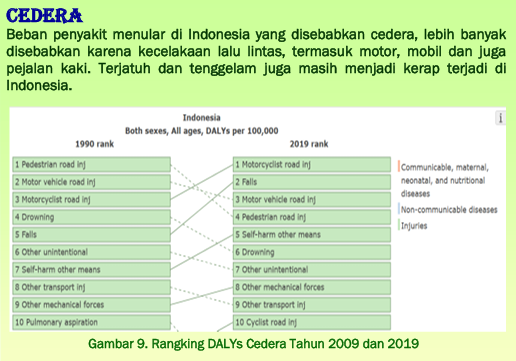 CEDERA
Beban penyakit menular di Indonesia yang disebabkan cedera, lebih banyak
disebabkan karena kecelakaan lalu lintas, termasuk motor, mobil dan juga
pejalan kaki. Terjatuh dan tenggelam juga masih menjadi kerap terjadi di
Indonesia.
Indonesia
Both sexes, All ages, DALYs per 100,000
1990 rank
2019 rank
1 Pedestrian road inj
2 Motor vehicle road inj
3 Motorcyclist road inj
4 Drowning
5 Falls
6 Other unintentional
7 Self-harm other means
8 Other transport inj
9 Other mechanical forces
10 Pulmonary aspiration
1 Motorcyclist road inj
2 Falls
3 Motor vehicle road inj
4 Pedestrian road inj
5 Self-harm other means
6 Drowning
7 Other unintentional
8 Other mechanical forces
9 Other transport inj
10 Cyclist road inj
i
Communicable, maternal,
neonatal, and nutritional
diseases
Non-communicable diseases
Injuries
Gambar 9. Rangking DALYs Cedera Tahun 2009 dan 2019